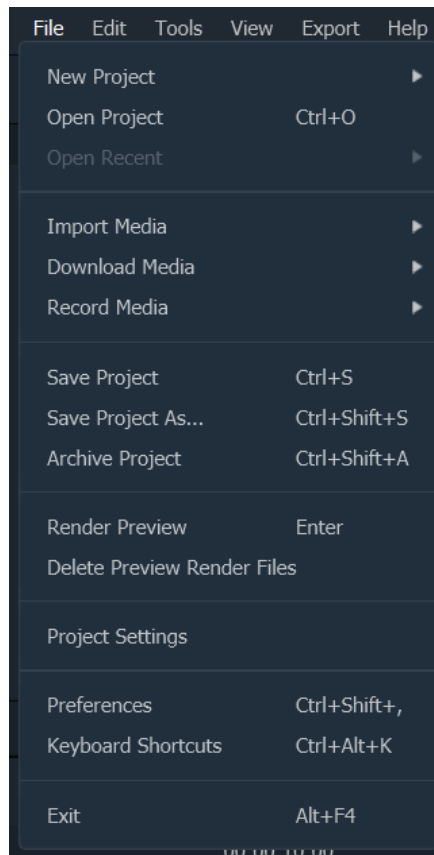 File Edit Tools View Export Help
New Project
Open Project Ctrl+O
Open Recent
Import Media
Download Media
Record Media
Save Project Ctrl+S
Save Project As... Ctrl+Shift+S
Archive Project Ctrl+Shift+A
Render Preview Enter
Delete Preview Render Files
Project Settings
Preferences Ctrl+Shift+,
Keyboard Shortcuts Ctrl+Alt+K
Exit Alt+F4